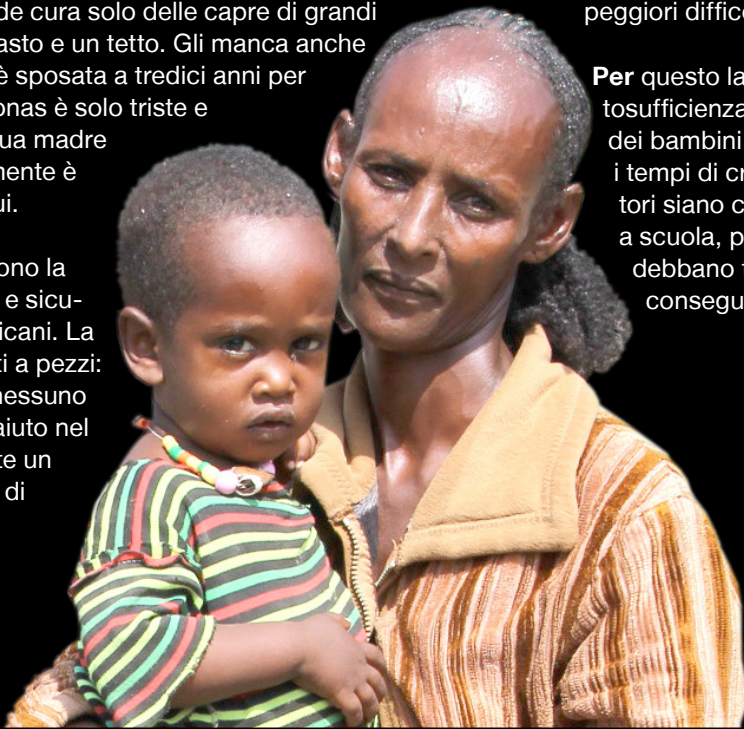 de cura solo delle capre di grandi
asto e un tetto. Gli manca anche
è sposata a tredici anni per
onas è solo triste e
ua madre
nente è
ui.
ono la
e sicu-
icani. La
ti a pezzi:
nessuno
aiuto nel
te un
di
peggiori diffico
Per questo la
tosufficienza
dei bambini
i tempi di cr
tori siano c
a scuola, p
debbano
consegu